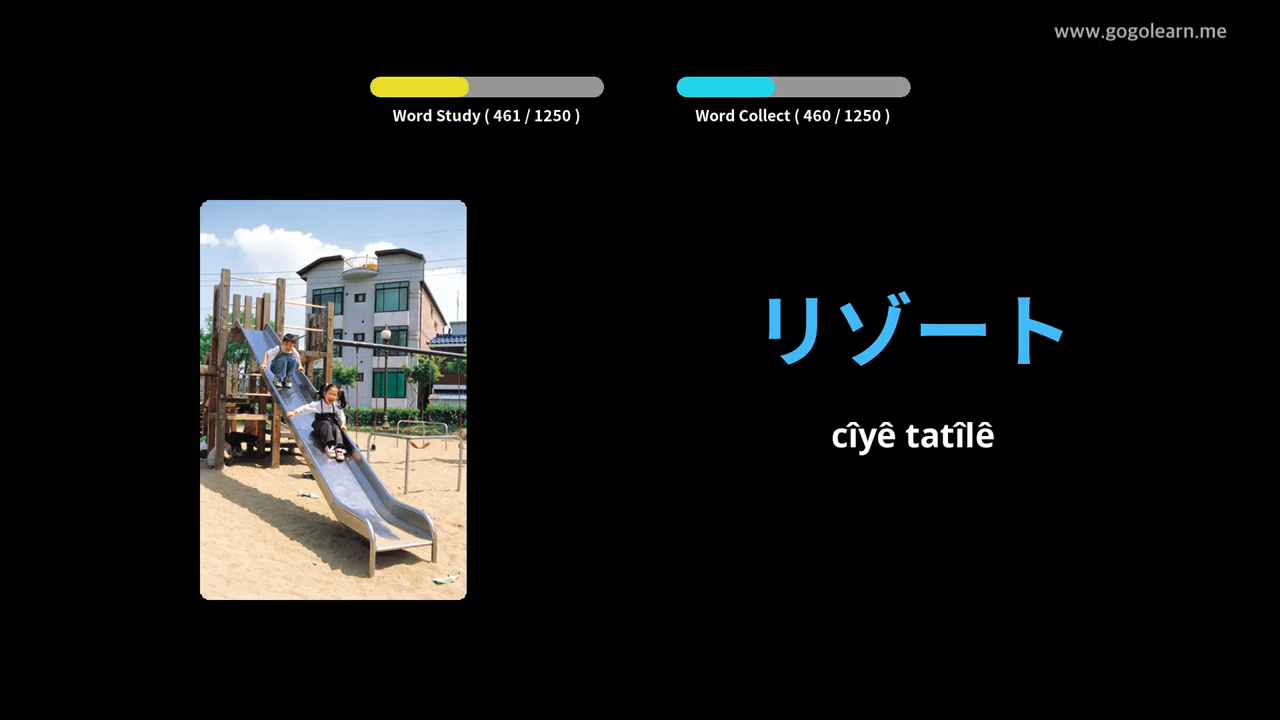 www.gogolearn.me
Word Study ( 461 / 1250 )
Word Collect ( 460 / 1250 )
リゾート
cîyê tatîlê